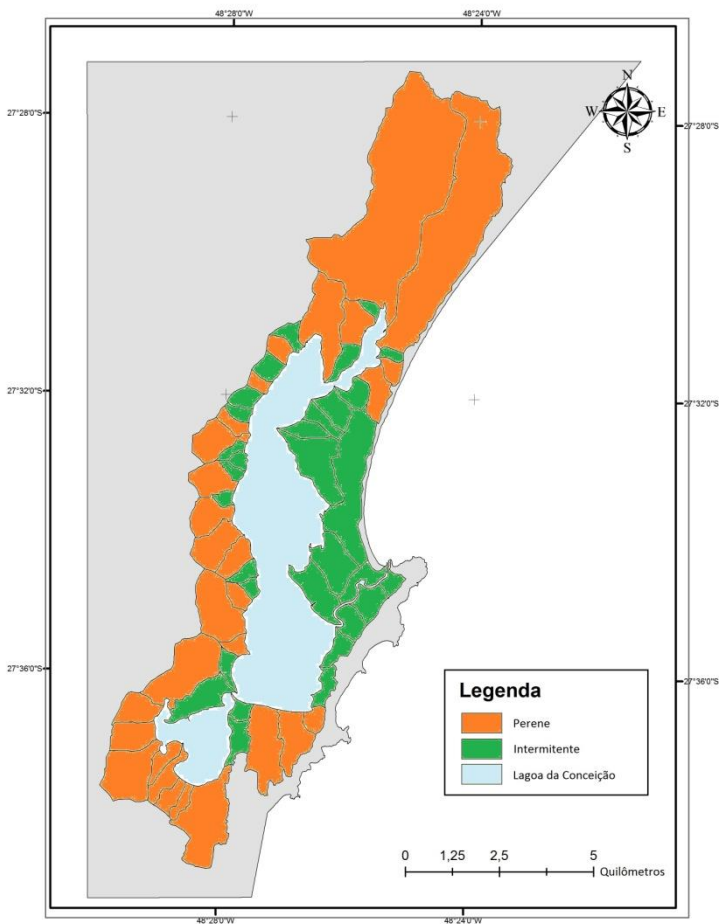 48°28'0"W 48°24'0"W
N
W E
S
27°28'0"S 27°28'0"S
27°32'0"S 27°32'0"S
27°36'0"S 27°36'0"S
Legenda
Perene
Intermitente
Lagoa da Conceição
0 1,25 2,5 5
Quilômetros
48°28'0"W 48°24'0"W